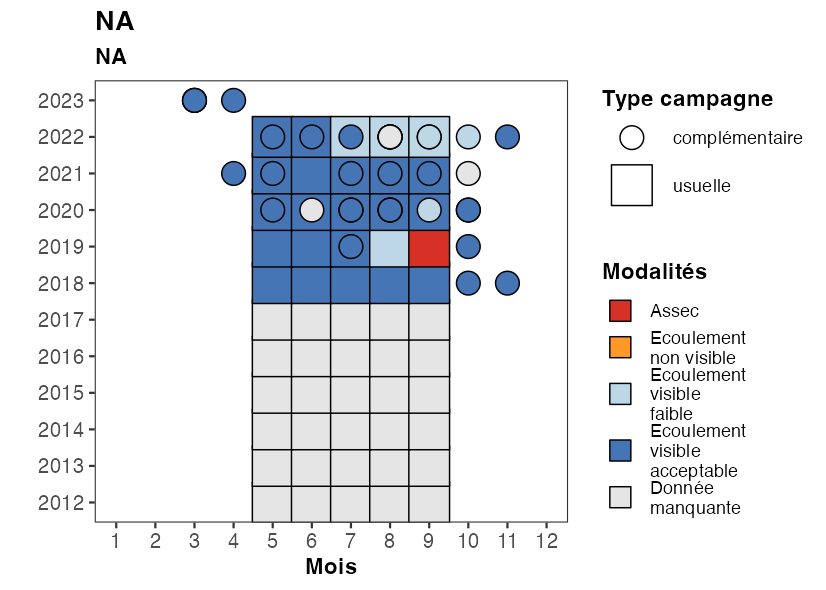 NA
NA
2023
2022
2021
2020
2019
2018
2017
2016
2015
2014
2013
2012
1 2 3 4 5 6 7 8 9 10 11 12
Mois
Type campagne
complémentaire
usuelle
Modalités
Assec
Ecoulement
non visible
Ecoulement
visible
faible
Ecoulement
visible
acceptable
Donnée
manquante